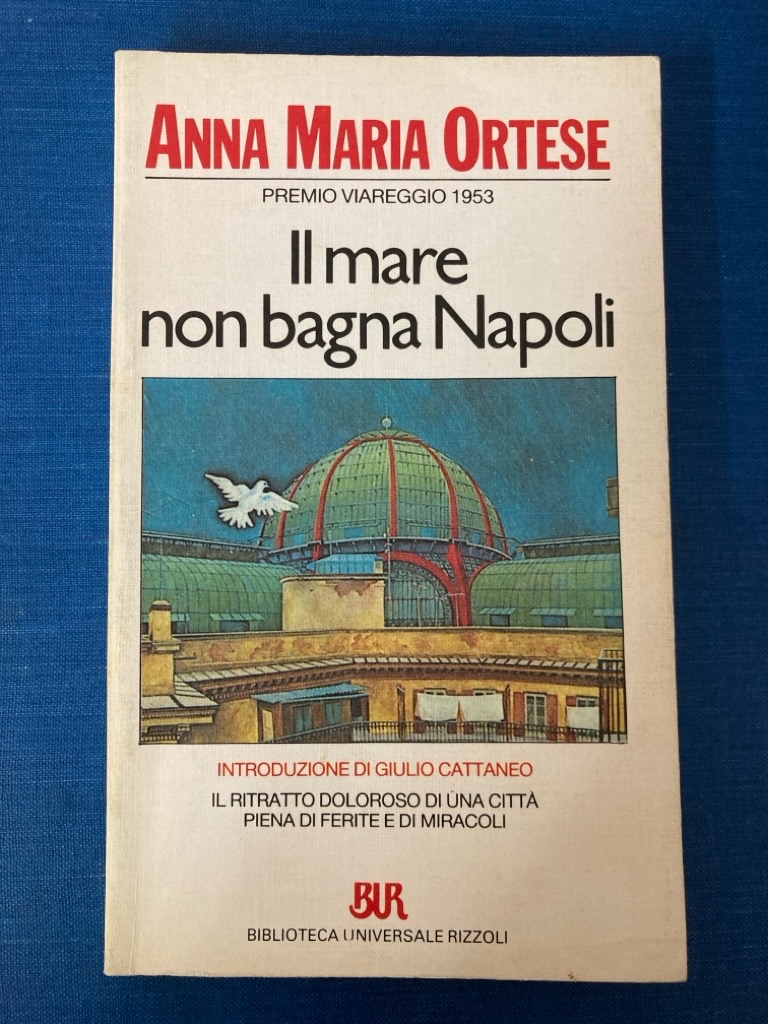 ANNA MARIA ORTESE
PREMIO VIAREGGIO 1953
Il mare
non bagna Napoli
INTRODUZIONE DI GIULIO CATTANEO
IL RITRATTO DOLOROSO DI UNA CITTÀ
PIENA DI FERITE E DI MIRACOLI
BUR
BIBLIOTECA UNIVERSALE RIZZOLI